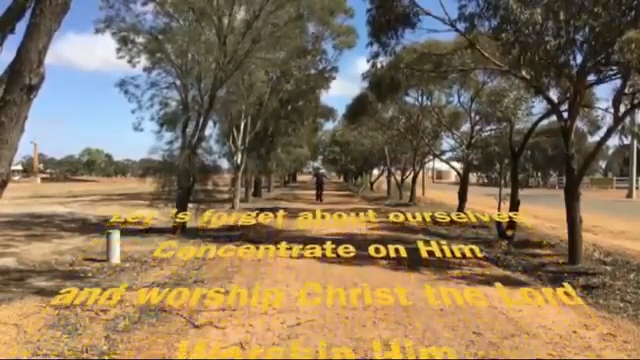 Let 's forget about ourselves
Concentrate on Him
and worship Christ the Lord
Worship Him